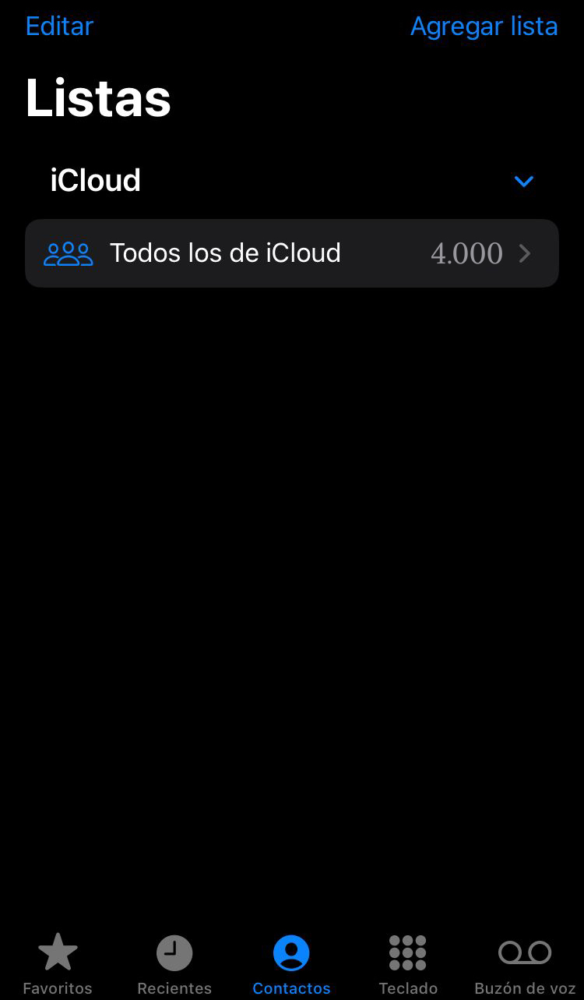 Editar Agregar lista
Listas
iCloud
Todos los de iCloud 4.000
Favoritos Recientes Contactos Teclado Buzón de voz